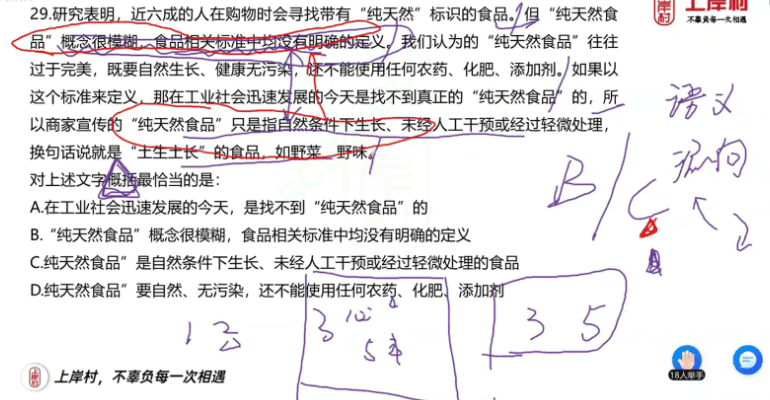 上岸村
不辜负每一次相遇
29.研究表明，近六成的人在购物时会寻找带有“纯天然”标识的食品。但“纯天然食
品”概念很模糊，食品相关标准中均没有明确的定义。我们认为的“纯天然食品”往往
过于完美，既要自然生长、健康无污染，还不能使用任何农药、化肥、添加剂。如果以
这个标准来定义，那在工业社会迅速发展的今天是找不到真正的“纯天然食品”的，所
以商家宣传的“纯天然食品”只是指自然条件下生长、未经人工干预或经过轻微处理，
换句话说就是“土生土长”的食品，如野菜、野味。
对上述文字概括最恰当的是：
A.在工业社会迅速发展的今天，是找不到“纯天然食品”的
B.“纯天然食品”概念很模糊，食品相关标准中均没有明确的定义
C.纯天然食品”是自然条件下生长、未经人工干预或经过轻微处理的食品
D.纯天然食品”要自然、无污染，还不能使用任何农药、化肥、添加剂
语义
B
C
3
5
3 5
上岸村，不辜负每一次相遇
18人举手